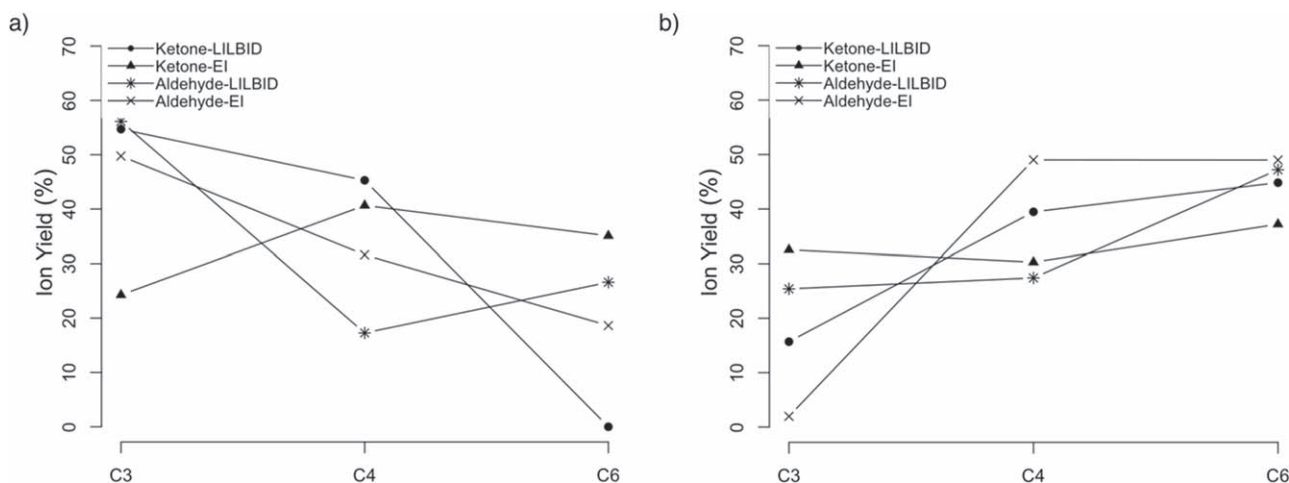 a)
Ion Yield (%)
70
60
50
40
30
20
10
0
Ketone-LILBID
Ketone-EI
Aldehyde-LILBID
Aldehyde-EI
C3 C4 C6
b)
Ion Yield (%)
70
60
50
40
30
20
10
0
Ketone-LILBID
Ketone-EI
Aldehyde-LILBID
Aldehyde-EI
C3 C4 C6